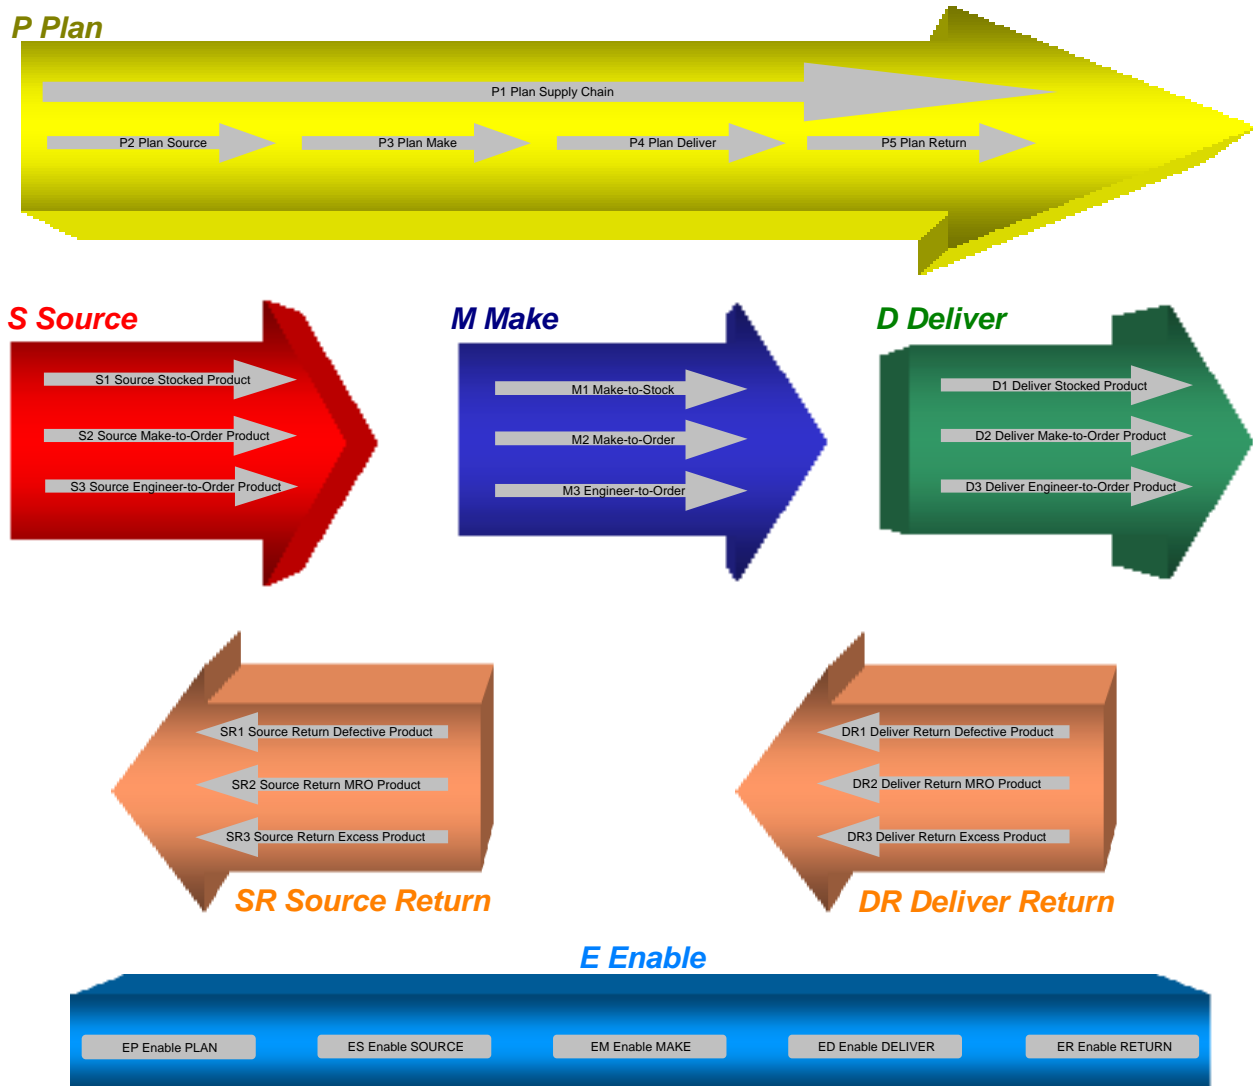 P Plan
P1 Plan Supply Chain
P2 Plan Source
P3 Plan Make
P4 Plan Deliver
P5 Plan Return
S Source
S1 Source Stocked Product
S2 Source Make-to-Order Product
S3 Source Engineer-to-Order Product
M Make
M1 Make-to-Stock
M2 Make-to-Order
M3 Engineer-to-Order
D Deliver
D1 Deliver Stocked Product
D2 Deliver Make-to-Order Product
D3 Deliver Engineer-to-Order Product
SR1 Source Return Defective Product
SR2 Source Return MRO Product
SR3 Source Return Excess Product
SR Source Return
DR1 Deliver Return Defective Product
DR2 Deliver Return MRO Product
DR3 Deliver Return Excess Product
DR Deliver Return
E Enable
EP Enable PLAN
ES Enable SOURCE
EM Enable MAKE
ED Enable DELIVER
ER Enable RETURN